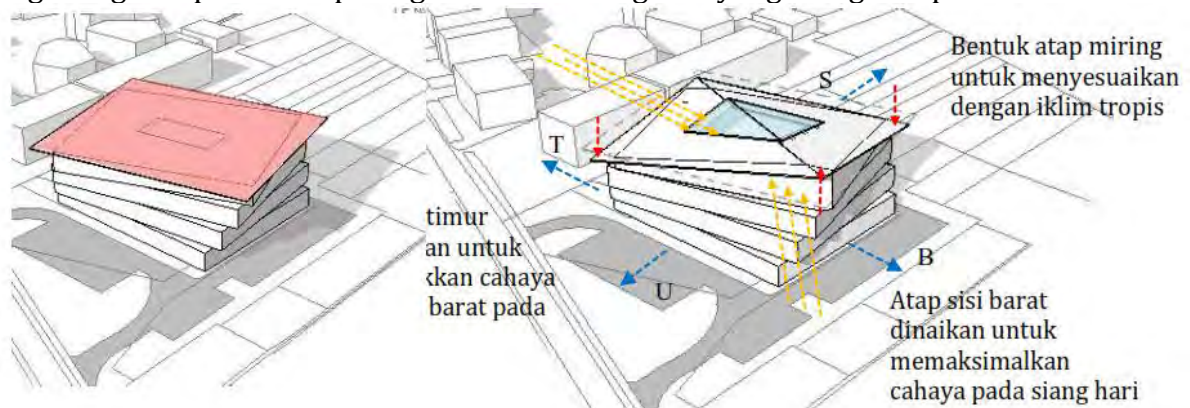 Bentuk atap miring
untuk menyesuaikan
dengan iklim tropis
S
T
timur
an untuk
kkan cahaya
barat pada
U
B
Atap sisi barat
dinaikan untuk
memaksimalkan
cahaya pada siang hari